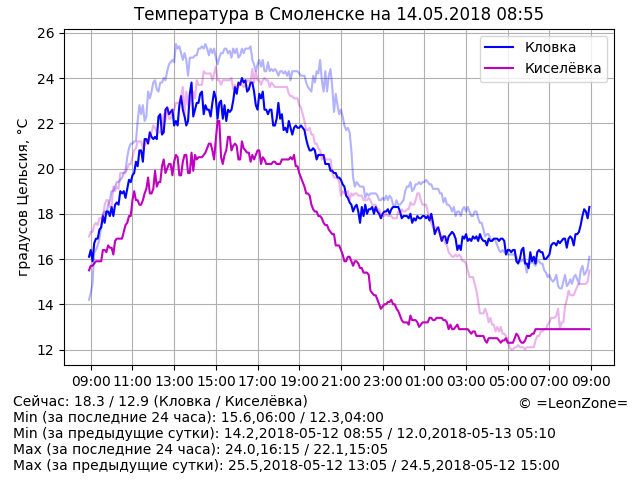 Температура в Смоленске на 14.05.2018 08:55
градусов Цельсия, °C
26
24
22
20
18
16
14
12
Кловка
Киселёвка
09:00 11:00 13:00 15:00 17:00 19:00 21:00 23:00 01:00 03:00 05:00 07:00 09:00
Сейчас: 18.3 / 12.9 (Кловка / Киселёвка)
© =LeonZone=
Min (за последние 24 часа): 15.6,06:00 / 12.3,04:00
Min (за предыдущие сутки): 14.2,2018-05-12 08:55 / 12.0,2018-05-13 05:10
Max (за последние 24 часа): 24.0,16:15 / 22.1,15:05
Max (за предыдущие сутки): 25.5,2018-05-12 13:05 / 24.5,2018-05-12 15:00